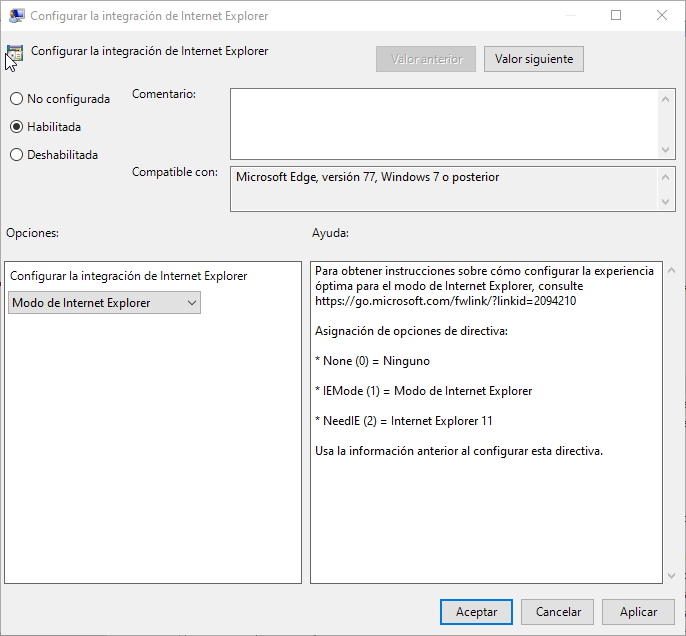 Configurar la integración de Internet Explorer
Configurar la integración de Internet Explorer
Valor anterior
Valor siguiente
No configurada
Habilitada
Deshabilitada
Comentario:
Compatible con:
Microsoft Edge, versión 77, Windows 7 o posterior
Opciones:
Ayuda:
Configurar la integración de Internet Explorer
Modo de Internet Explorer
Para obtener instrucciones sobre cómo configurar la experiencia
óptima para el modo de Internet Explorer, consulte
https://go.microsoft.com/fwlink/?linkid=2094210
Asignación de opciones de directiva:
* None (0) = Ninguno
* IEMode (1) = Modo de Internet Explorer
* NeedIE (2) = Internet Explorer 11
Usa la información anterior al configurar esta directiva.
Aceptar
Cancelar
Aplicar